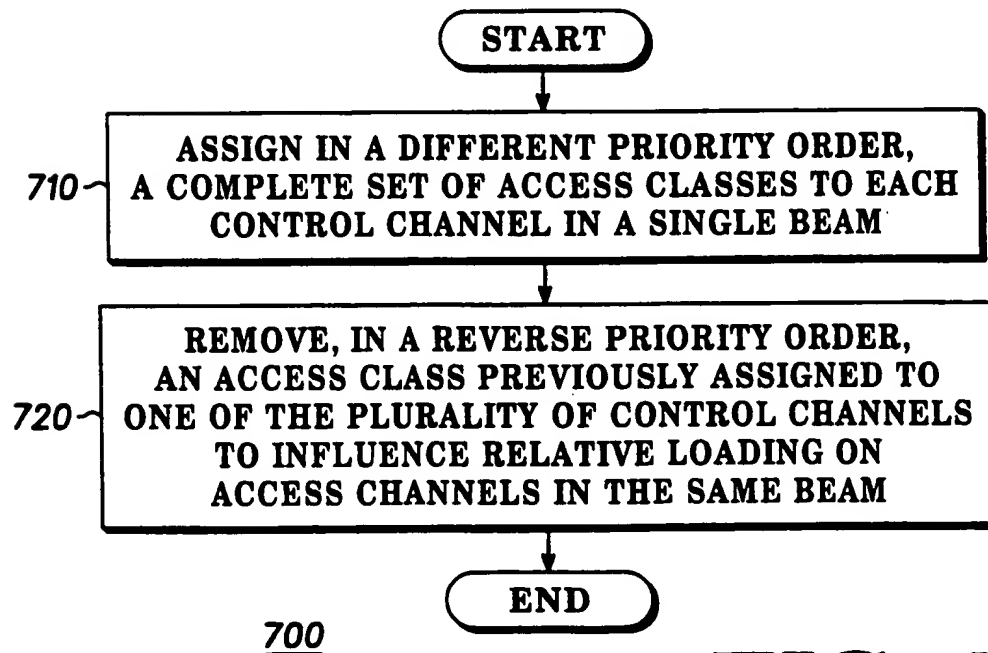 START
ASSIGN IN A DIFFERENT PRIORITY ORDER,
710
A COMPLETE SET OF ACCESS CLASSES TO EACH
CONTROL CHANNEL IN A SINGLE BEAM
REMOVE, IN A REVERSE PRIORITY ORDER,
AN ACCESS CLASS PREVIOUSLY ASSIGNED TO
720
ONE OF THE PLURALITY OF CONTROL CHANNELS
TO INFLUENCE RELATIVE LOADING ON
ACCESS CHANNELS IN THE SAME BEAM
END
700